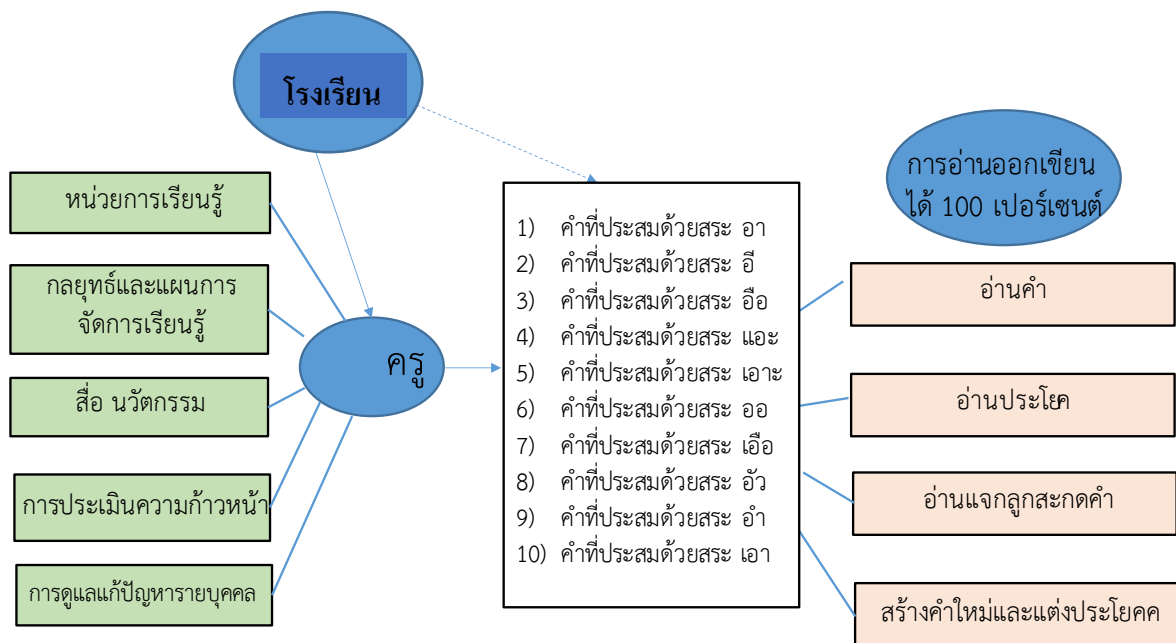 โรงเรียน
หน่วยการเรียนรู้
กลยุทธ์และแผนการ
จัดการเรียนรู้
สื่อ นวัตกรรม
การประเมินความก้าวหน้า
การดูแลแก้ปัญหารายบุคคล
ครู
1) คำที่ประสมด้วยสระ อา
2) คำที่ประสมด้วยสระ อี
3) คำที่ประสมด้วยสระ อือ
4) คำที่ประสมด้วยสระ แอะ
5) คำที่ประสมด้วยสระ เอาะ
6) คำที่ประสมด้วยสระ ออ
7) คำที่ประสมด้วยสระ เอือ
8) คำที่ประสมด้วยสระ อัว
9) คำที่ประสมด้วยสระ อำ
10) คำที่ประสมด้วยสระ เอา
การอ่านออกเขียน
ได้ 100 เปอร์เซนต์
อ่านคำ
อ่านประโยค
อ่านแจกลูกสะกดคำ
สร้างคำใหม่และแต่งประโยคค